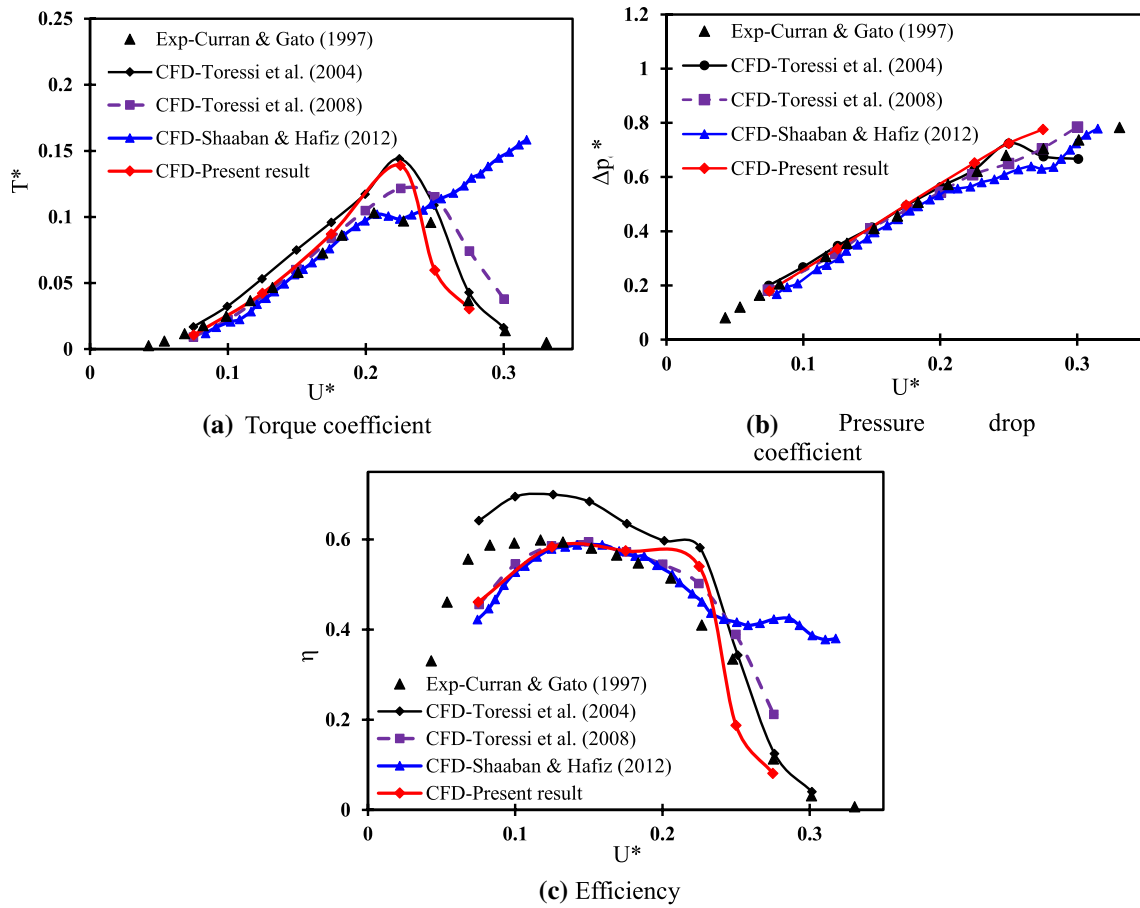 0.25
0.2
0.15
0.1
0.05
0
T*
Exp-Curran & Gato (1997)
CFD-Toressi et al. (2004)
CFD-Toressi et al. (2008)
CFD-Shaaban & Hafiz (2012)
CFD-Present result
0 0.1 0.2 0.3
U*
(a) Torque coefficient
1.2
1
0.8
0.6
0.4
0.2
0
Δp *
Exp-Curran & Gato (1997)
CFD-Toressi et al. (2004)
CFD-Toressi et al. (2008)
CFD-Shaaban & Hafiz (2012)
CFD-Present result
0 0.1 0.2 0.3
U*
(b) Pressure drop
coefficient
0.6
0.4
0.2
0
η
Exp-Curran & Gato (1997)
CFD-Toressi et al. (2004)
CFD-Toressi et al. (2008)
CFD-Shaaban & Hafiz (2012)
CFD-Present result
0 0.1 0.2 0.3
U*
(c) Efficiency